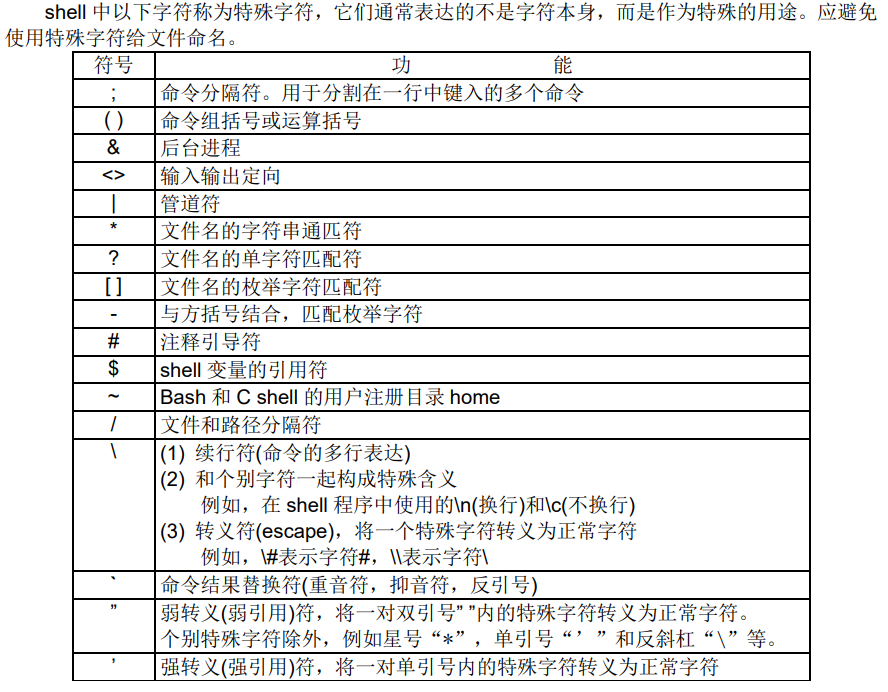 shell 中以下字符称为特殊字符，它们通常表达的不是字符本身，而是作为特殊的用途。应避免
使用特殊字符给文件命名。
符号 功 能
; 命令分隔符。用于分割在一行中键入的多个命令
( ) 命令组括号或运算括号
& 后台进程
<> 输入输出定向
| 管道符
* 文件名的字符串通匹符
? 文件名的单字符匹配符
[ ] 文件名的枚举字符匹配符
- 与方括号结合，匹配枚举字符
# 注释引导符
$ shell 变量的引用符
~ Bash 和 C shell 的用户注册目录 home
/ 文件和路径分隔符
\ (1) 续行符(命令的多行表达)
(2) 和个别字符一起构成特殊含义
例如，在 shell 程序中使用的\n(换行)和\c(不换行)
(3) 转义符(escape)，将一个特殊字符转义为正常字符
例如，\#表示字符#，\\表示字符\
` 命令结果替换符(重音符，抑音符，反引号)
” 弱转义(弱引用)符，将一对双引号” ”内的特殊字符转义为正常字符。
个别特殊字符除外，例如星号“*”，单引号“’”和反斜杠“\”等。
’ 强转义(强引用)符，将一对单引号内的特殊字符转义为正常字符